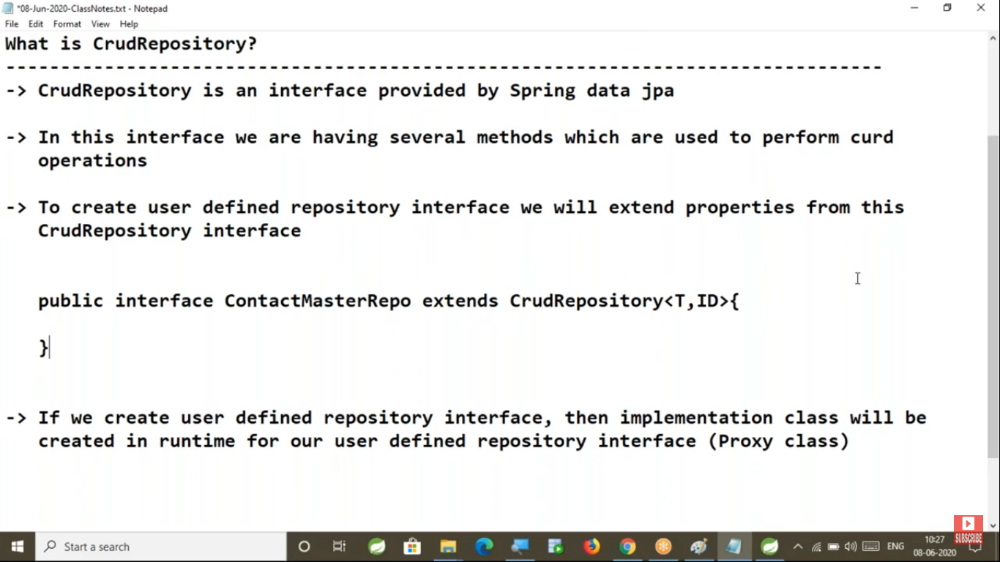 *08-Jun-2020-ClassNotes.txt - Notepad
File Edit Format View Help
What is CrudRepository?
--------------------------------------------------------------------------------
-> CrudRepository is an interface provided by Spring data jpa
-> In this interface we are having several methods which are used to perform curd
operations
-> To create user defined repository interface we will extend properties from this
CrudRepository interface
public interface ContactMasterRepo extends CrudRepository<T,ID>{
}
-> If we create user defined repository interface, then implementation class will be
created in runtime for our user defined repository interface (Proxy class)
SUBSCRIBE
Start a search
ENG
10:27
08-06-2020